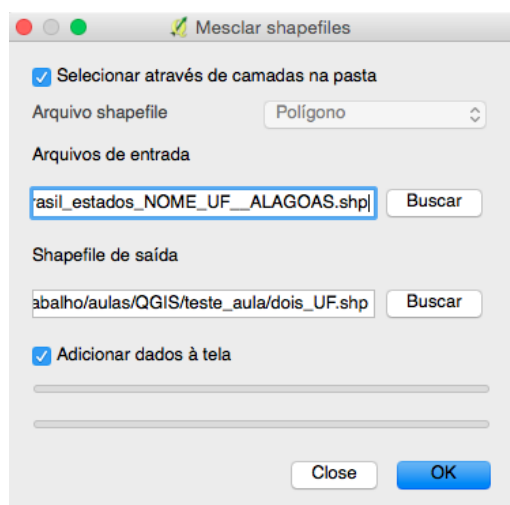 Mesclar shapefiles
Selecionar através de camadas na pasta
Arquivo shapefile Polígono
Arquivos de entrada
rasil_estados_NOME_UF__ALAGOAS.shp Buscar
Shapefile de saída
abalho/aulas/QGIS/teste_aula/dois_UF.shp Buscar
Adicionar dados à tela
Close OK